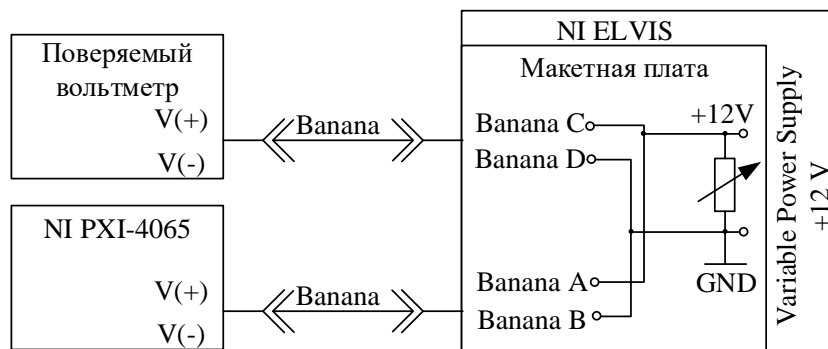 Поверяемый
вольтметр
V(+)
V(-)
Banana
NI ELVIS
Макетная плата
Banana C
Banana D
+12V
Variable Power Supply
+12 V
NI PXI-4065
V(+)
V(-)
Banana
Banana A
Banana B
GND